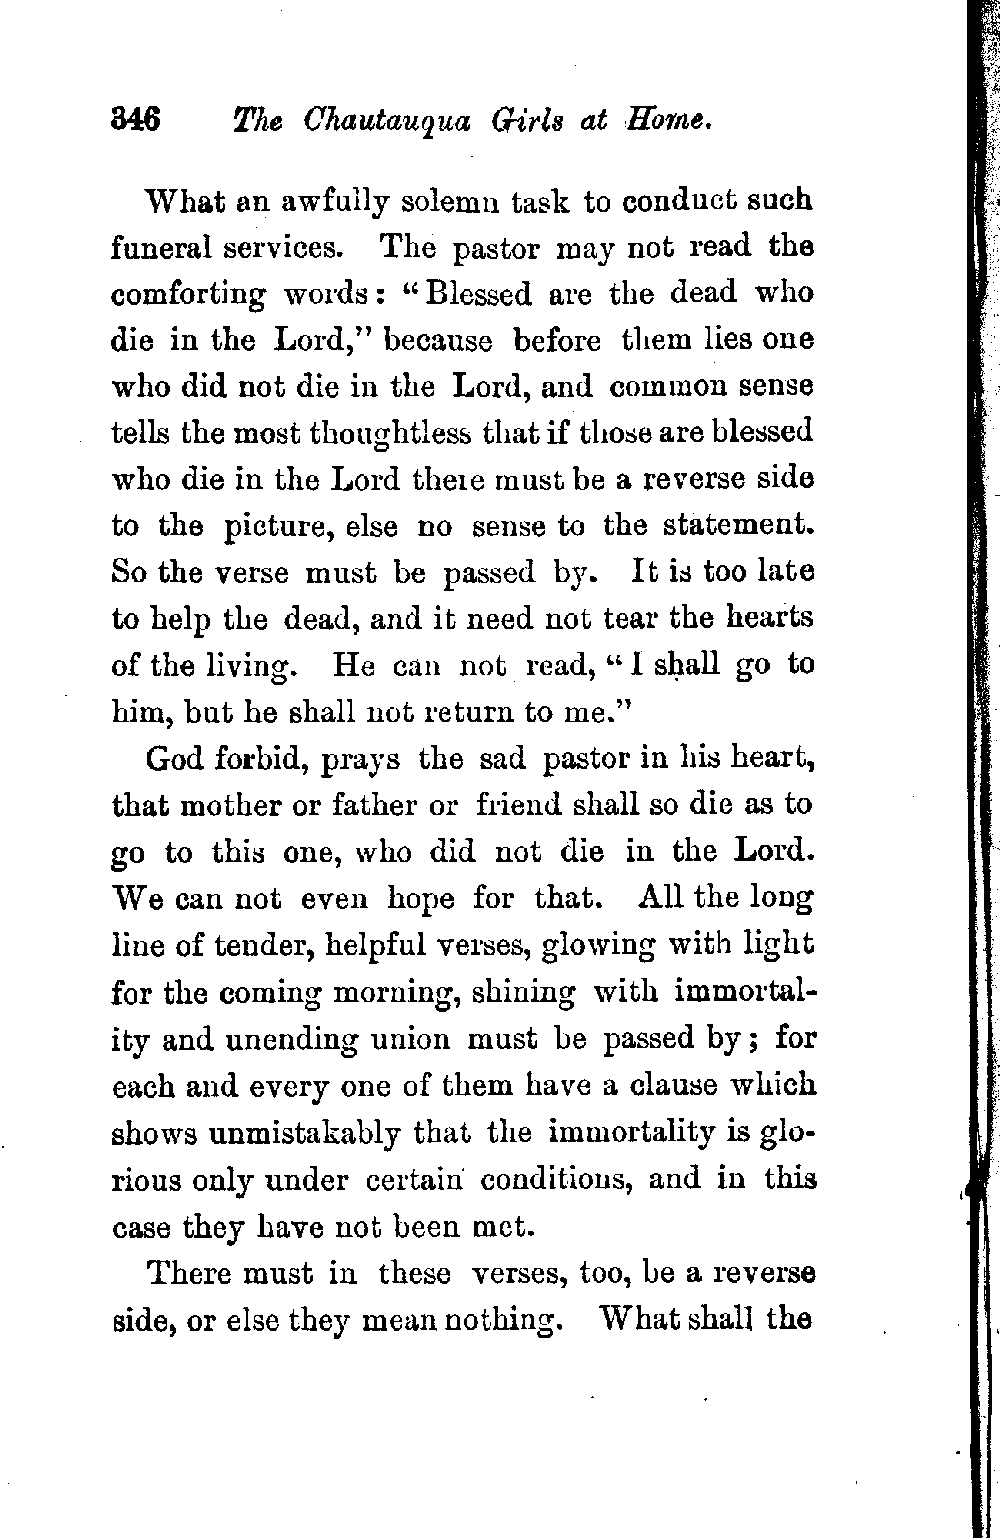 346 The Chautauqua Girls at Home.
What an awfully solemn task to conduct such
funeral services. The pastor may not read the
comforting words: "Blessed are the dead who
die in the Lord," because before them lies one
who did not die in the Lord, and common sense
tells the most thoughtless that if those are blessed
who die in the Lord there must be a reverse side
to the picture, else no sense to the statement.
So the verse must be passed by. It is too late
to help the dead, and it need not tear the hearts
of the living. He can not read, "I shall go to
him, but he shall not return to me."
God forbid, prays the sad pastor in his heart,
that mother or father or friend shall so die as to
go to this one, who did not die in the Lord.
We can not even hope for that. All the long
line of tender, helpful verses, glowing with light
for the coming morning, shining with immortal-
ity and unending union must be passed by; for
each and every one of them have a clause which
shows unmistakably that the immortality is glo-
rious only under certain conditions, and in this
case they have not been met.
There must in these verses, too, be a reverse
side, or else they mean nothing. What shall the